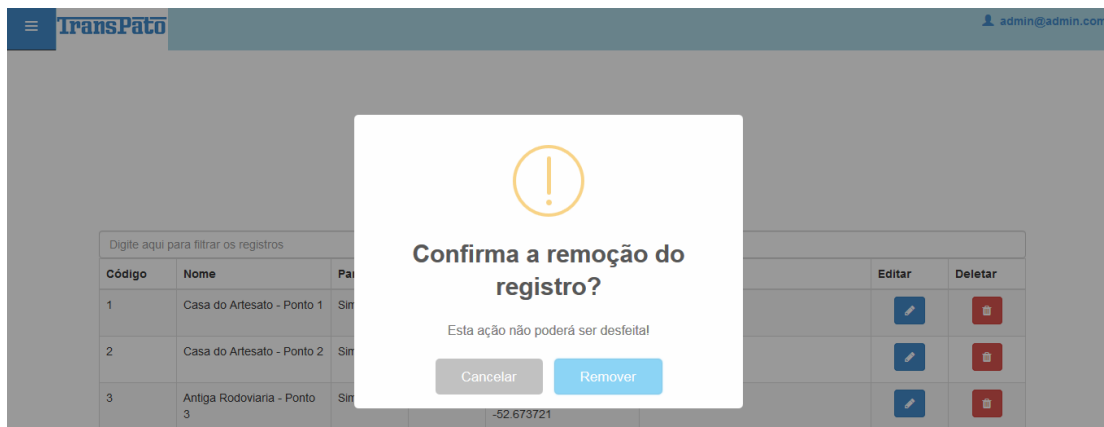 TransPato
admin@admin.com
Confirma a remoção do
registro?
Esta ação não poderá ser desfeita!
Cancelar
Remover
Digite aqui para filtrar os registros
Código Nome Editar Deletar
1 Casa do Artesato - Ponto 1
2 Casa do Artesato - Ponto 2
3 Antiga Rodoviaria - Ponto
3
-52.673721